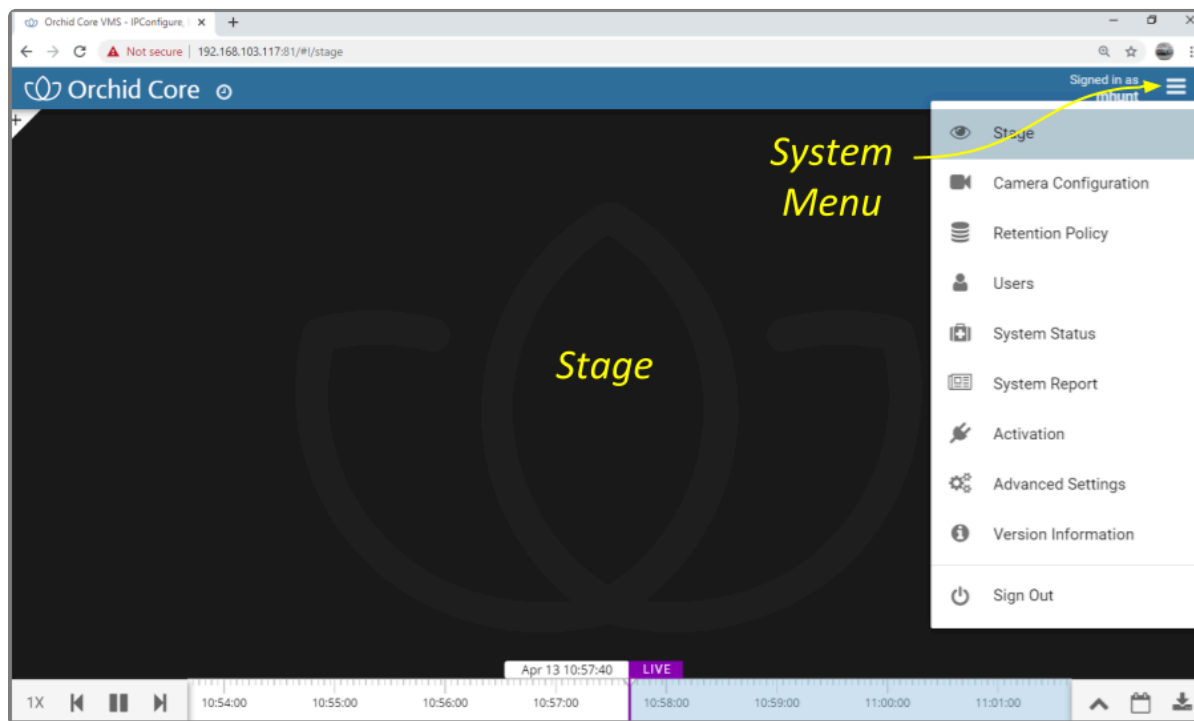 Orchid Core VMS - IPConfigure,
Not secure | 192.168.103.117:81/#!/stage
Orchid Core
Signed in as
mhunt
System
Menu
Stage
Stage
Camera Configuration
Retention Policy
Users
System Status
System Report
Activation
Advanced Settings
Version Information
Sign Out
Apr 13 10:57:40 LIVE
1X 10:54:00 10:55:00 10:56:00 10:57:00 10:58:00 10:59:00 11:00:00 11:01:00